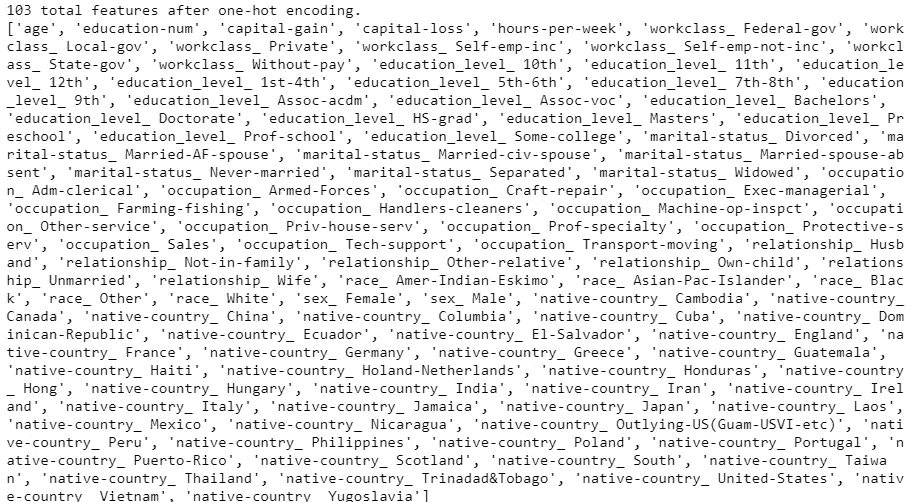 103 total features after one-hot encoding.
['age', 'education-num', 'capital-gain', 'capital-loss', 'hours-per-week', 'workclass_ Federal-gov', 'work
class_ Local-gov', 'workclass_ Private', 'workclass_ Self-emp-inc', 'workclass_ Self-emp-not-inc', 'workcl
ass_ State-gov', 'workclass_ Without-pay', 'education_level_ 10th', 'education_level_ 11th', 'education_le
vel_ 12th', 'education_level_ 1st-4th', 'education_level_ 5th-6th', 'education_level_ 7th-8th', 'education
_level_ 9th', 'education_level_ Assoc-acdm', 'education_level_ Assoc-voc', 'education_level_ Bachelors',
'education_level_ Doctorate', 'education_level_ HS-grad', 'education_level_ Masters', 'education_level_ Pr
eschool', 'education_level_ Prof-school', 'education_level_ Some-college', 'marital-status_ Divorced', 'ma
rital-status_ Married-AF-spouse', 'marital-status_ Married-civ-spouse', 'marital-status_ Married-spouse-ab
sent', 'marital-status_ Never-married', 'marital-status_ Separated', 'marital-status_ Widowed', 'occupatio
n_ Adm-clerical', 'occupation_ Armed-Forces', 'occupation_ Craft-repair', 'occupation_ Exec-managerial',
'occupation_ Farming-fishing', 'occupation_ Handlers-cleaners', 'occupation_ Machine-op-inspct', 'occupati
on_ Other-service', 'occupation_ Priv-house-serv', 'occupation_ Prof-specialty', 'occupation_ Protective-s
erv', 'occupation_ Sales', 'occupation_ Tech-support', 'occupation_ Transport-moving', 'relationship_ Husb
and', 'relationship_ Not-in-family', 'relationship_ Other-relative', 'relationship_ Own-child', 'relations
hip_ Unmarried', 'relationship_ Wife', 'race_ Amer-Indian-Eskimo', 'race_ Asian-Pac-Islander', 'race_ Blac
k', 'race_ Other', 'race_ White', 'sex_ Female', 'sex_ Male', 'native-country_ Cambodia', 'native-country_
Canada', 'native-country_ China', 'native-country_ Columbia', 'native-country_ Cuba', 'native-country_ Dom
inican-Republic', 'native-country_ Ecuador', 'native-country_ El-Salvador', 'native-country_ England', 'na
tive-country_ France', 'native-country_ Germany', 'native-country_ Greece', 'native-country_ Guatemala',
'native-country_ Haiti', 'native-country_ Holand-Netherlands', 'native-country_ Honduras', 'native-country
_ Hong', 'native-country_ Hungary', 'native-country_ India', 'native-country_ Iran', 'native-country_ Irel
and', 'native-country_ Italy', 'native-country_ Jamaica', 'native-country_ Japan', 'native-country_ Laos',
'native-country_ Mexico', 'native-country_ Nicaragua', 'native-country_ Outlying-US(Guam-USVI-etc)', 'nati
ve-country_ Peru', 'native-country_ Philippines', 'native-country_ Poland', 'native-country_ Portugal', 'n
ative-country_ Puerto-Rico', 'native-country_ Scotland', 'native-country_ South', 'native-country_ Taiwa
n', 'native-country_ Thailand', 'native-country_ Trinadad&Tobago', 'native-country_ United-States', 'nativ
e-country_ Vietnam', 'native-country_ Yugoslavia']